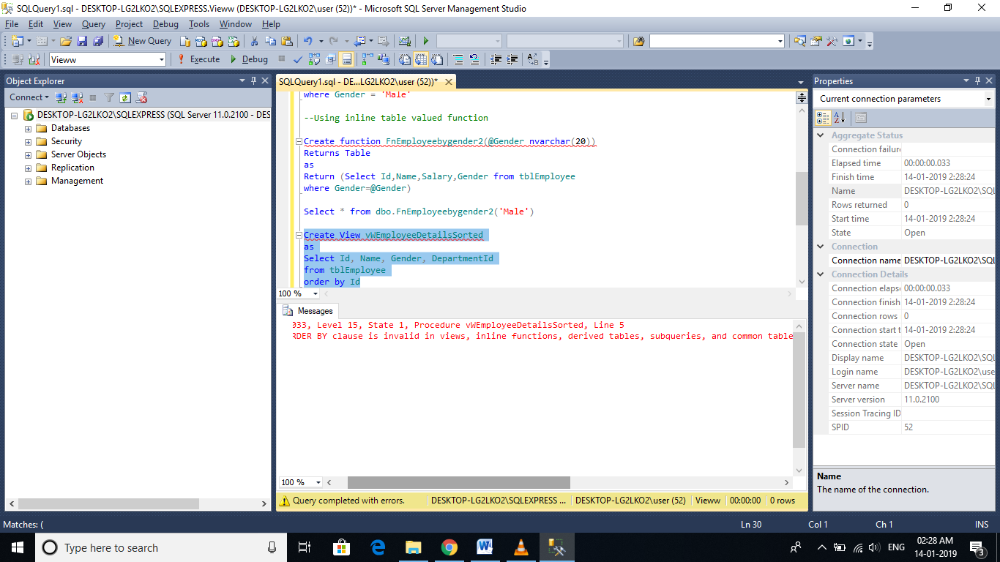 SQLQuery1.sql - DESKTOP-LG2LKO2\SQLEXPRESS.Vieww (DESKTOP-LG2LKO2\user (52))* - Microsoft SQL Server Management Studio
File Edit View Query Project Debug Tools Window Help
New Query
Vieww Execute Debug
Object Explorer
Connect
DESKTOP-LG2LKO2\SQLEXPRESS (SQL Server 11.0.2100 - DES
Databases
Security
Server Objects
Replication
Management
SQLQuery1.sql - DE...LG2LKO2\user (52))*
where Gender = 'Male'
--Using inline table valued function
Create function FnEmployeebygender2(@Gender nvarchar(20))
Returns Table
as
Return (Select Id,Name,Salary,Gender from tblEmployee
where Gender=@Gender)
Select * from dbo.FnEmployeebygender2('Male')
Create View vWEmployeeDetailsSorted
as
Select Id, Name, Gender, DepartmentId
from tblEmployee
order by Id
100 %
Messages
033, Level 15, State 1, Procedure vWEmployeeDetailsSorted, Line 5
RDER BY clause is invalid in views, inline functions, derived tables, subqueries, and common table
100 %
Query completed with errors. DESKTOP-LG2LKO2\SQLEXPRESS ... DESKTOP-LG2LKO2\user (52) Vieww 00:00:00 0 rows
Properties
Current connection parameters
Aggregate Status
Connection failure
Elapsed time 00:00:00.033
Finish time 14-01-2019 2:28:24
Name DESKTOP-LG2LKO2\SQL
Rows returned 0
Start time 14-01-2019 2:28:24
State Open
Connection
Connection name DESKTOP-LG2LKO2\SQL
Connection Details
Connection elapse 00:00:00.033
Connection finish 14-01-2019 2:28:24
Connection rows 0
Connection start t 14-01-2019 2:28:24
Connection state Open
Display name DESKTOP-LG2LKO2\SQL
Login name DESKTOP-LG2LKO2\use
Server name DESKTOP-LG2LKO2\SQL
Server version 11.0.2100
Session Tracing ID
SPID 52
Name
The name of the connection.
Matches: ( Ln 30 Col 1 Ch 1 INS
Type here to search
ENG
02:28 AM
14-01-2019
3